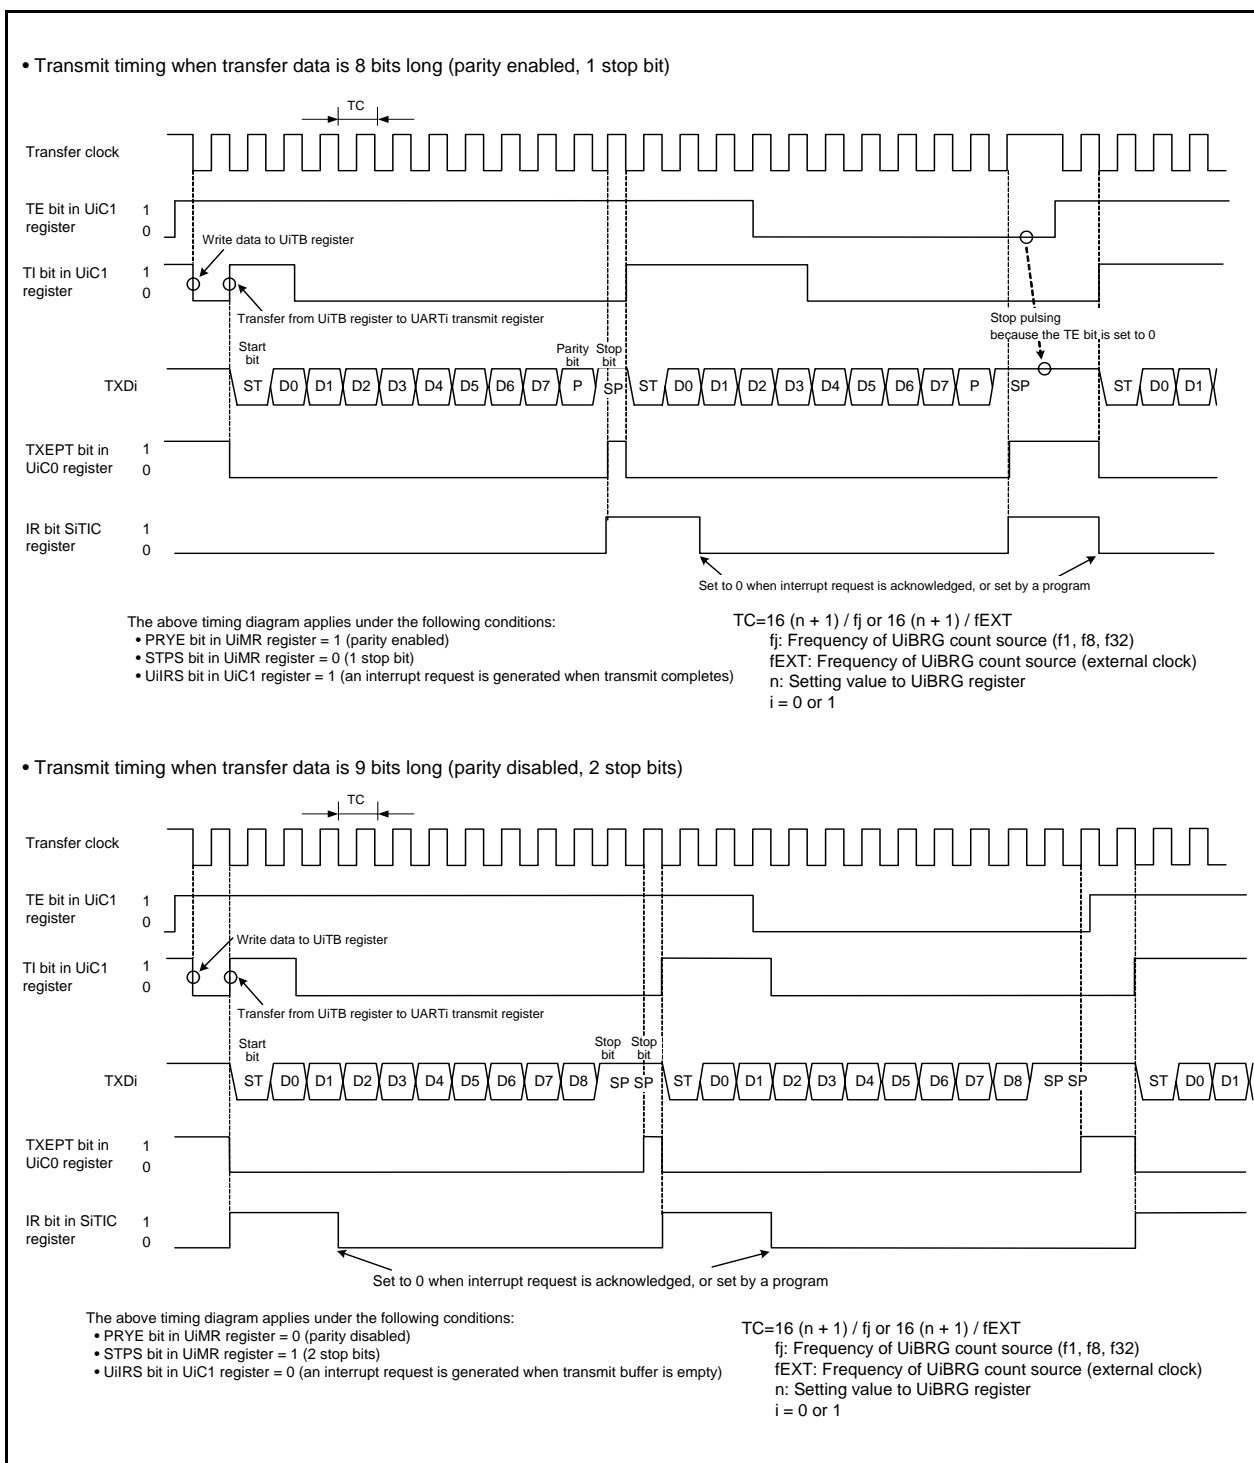 • Transmit timing when transfer data is 8 bits long (parity enabled, 1 stop bit)
TC
Transfer clock
TE bit in UiC1
register
1
0
Write data to UiTB register
TI bit in UiC1
register
1
0
Transfer from UiTB register to UARTi transmit register
Stop pulsing
because the TE bit is set to 0
Start
bit
Parity
bit
Stop
bit
TXDi
ST D0 D1 D2 D3 D4 D5 D6 D7 P SP ST D0 D1 D2 D3 D4 D5 D6 D7 P SP ST D0 D1
TXEPT bit in
UiC0 register
1
0
IR bit SiTIC
register
1
0
Set to 0 when interrupt request is acknowledged, or set by a program
The above timing diagram applies under the following conditions:
• PRYE bit in UiMR register = 1 (parity enabled)
• STPS bit in UiMR register = 0 (1 stop bit)
• UiIRS bit in UiC1 register = 1 (an interrupt request is generated when transmit completes)
TC=16 (n + 1) / fj or 16 (n + 1) / fEXT
fj: Frequency of UiBRG count source (f1, f8, f32)
fEXT: Frequency of UiBRG count source (external clock)
n: Setting value to UiBRG register
i = 0 or 1
• Transmit timing when transfer data is 9 bits long (parity disabled, 2 stop bits)
TC
Transfer clock
TE bit in UiC1
register
1
0
Write data to UiTB register
TI bit in UiC1
register
1
0
Transfer from UiTB register to UARTi transmit register
Start
bit
Stop
bit
Stop
bit
TXDi
ST D0 D1 D2 D3 D4 D5 D6 D7 D8 SP SP ST D0 D1 D2 D3 D4 D5 D6 D7 D8 SP SP ST D0 D1
TXEPT bit in
UiC0 register
1
0
IR bit in SiTIC
register
1
0
Set to 0 when interrupt request is acknowledged, or set by a program
The above timing diagram applies under the following conditions:
• PRYE bit in UiMR register = 0 (parity disabled)
• STPS bit in UiMR register = 1 (2 stop bits)
• UiIRS bit in UiC1 register = 0 (an interrupt request is generated when transmit buffer is empty)
TC=16 (n + 1) / fj or 16 (n + 1) / fEXT
fj: Frequency of UiBRG count source (f1, f8, f32)
fEXT: Frequency of UiBRG count source (external clock)
n: Setting value to UiBRG register
i = 0 or 1